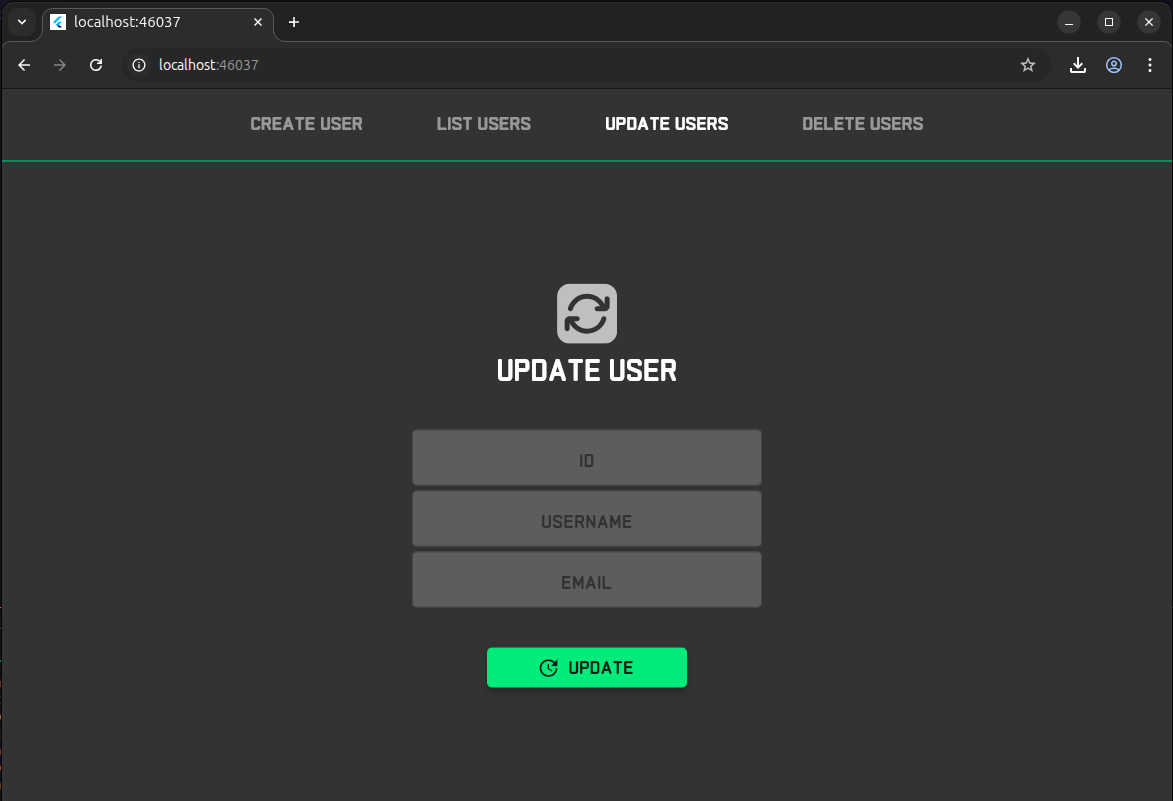 localhost:46037
localhost:46037
CREATE USER LIST USERS UPDATE USERS DELETE USERS
UPDATE USER
ID
USERNAME
EMAIL
UPDATE